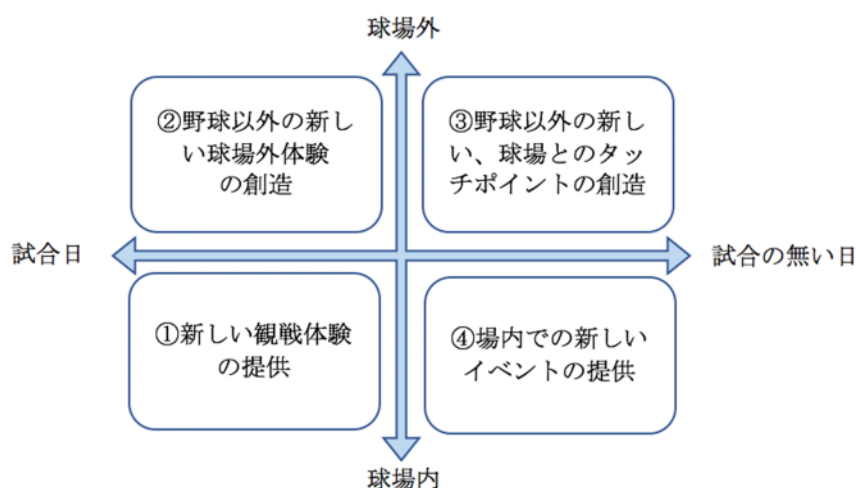 球場外
②野球以外の新し
い球場外体験
の創造
③野球以外の新し
い、球場とのタッ
チポイントの創造
試合日
試合の無い日
①新しい観戦体験
の提供
④場内での新しい
イベントの提供
球場内